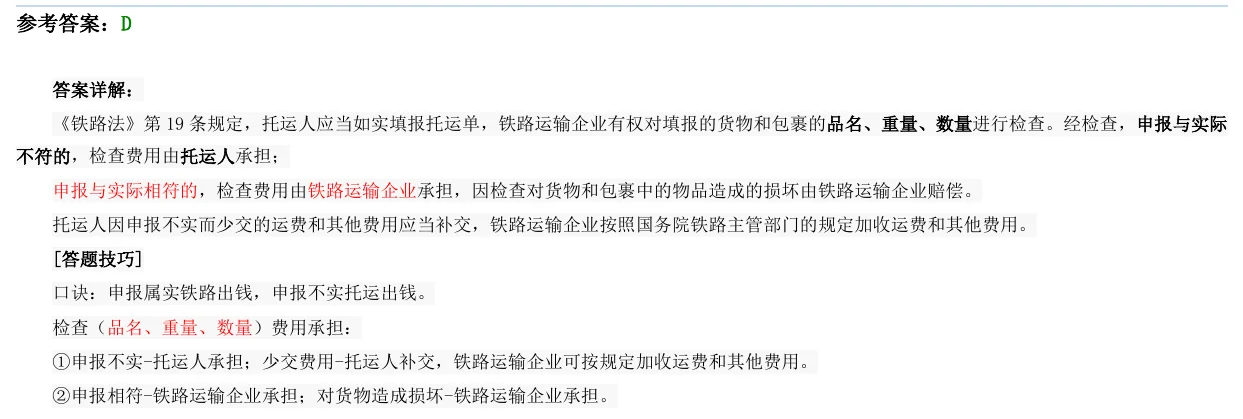 参考答案：D
答案详解：
《铁路法》第 19 条规定，托运人应当如实填报托运单，铁路运输企业有权对填报的货物和包裹的品名、重量、数量进行检查。经检查，申报与实际
不符的，检查费用由托运人承担；
申报与实际相符的，检查费用由铁路运输企业承担，因检查对货物和包裹中的物品造成的损坏由铁路运输企业赔偿。
托运人因申报不实而少交的运费和其他费用应当补交，铁路运输企业按照国务院铁路主管部门的规定加收运费和其他费用。
[答题技巧]
口诀：申报属实铁路出钱，申报不实托运出钱。
检查（品名、重量、数量）费用承担：
①申报不实-托运人承担；少交费用-托运人补交，铁路运输企业可按规定加收运费和其他费用。
②申报相符-铁路运输企业承担；对货物造成损坏-铁路运输企业承担。